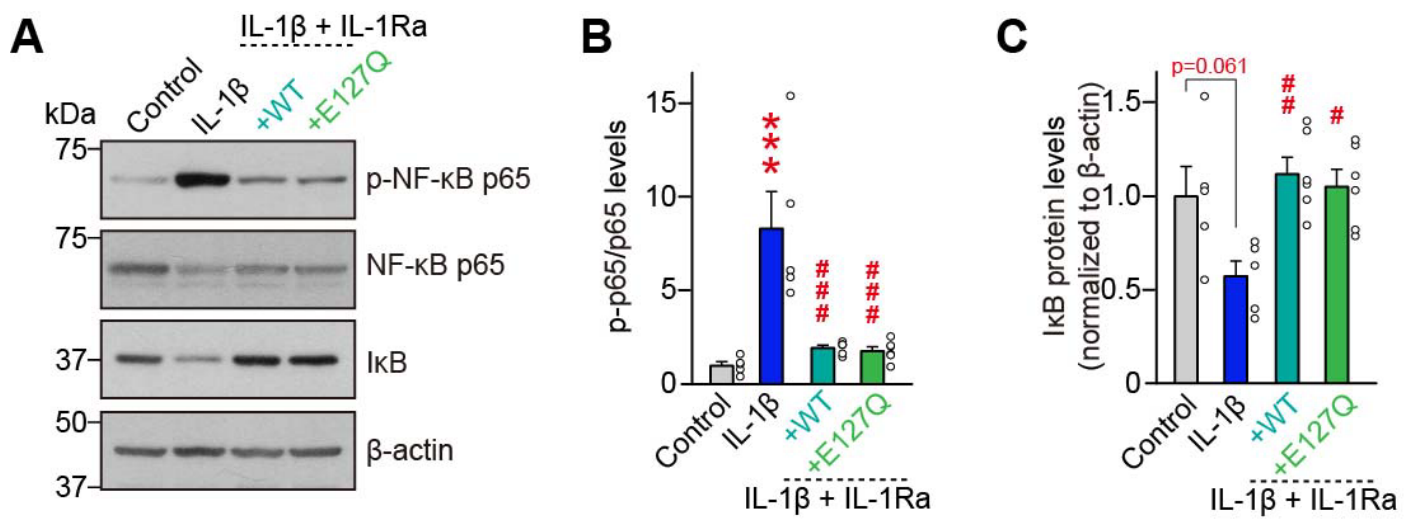 A
IL-1β + IL-1Ra
kDa
Control
IL-1β
+WT
+E127Q
75
p-NF-κB p65
75
NF-κB p65
37
IκB
50
β-actin
37
B
p-p65/p65 levels
15
10
5
0
***
###
###
Control
IL-1β
+WT
+E127Q
IL-1β + IL-1Ra
C
IκB protein levels
(normalized to β-actin)
1.5
1.0
0.5
0
p=0.061
##
#
Control
IL-1β
+WT
+E127Q
IL-1β + IL-1Ra